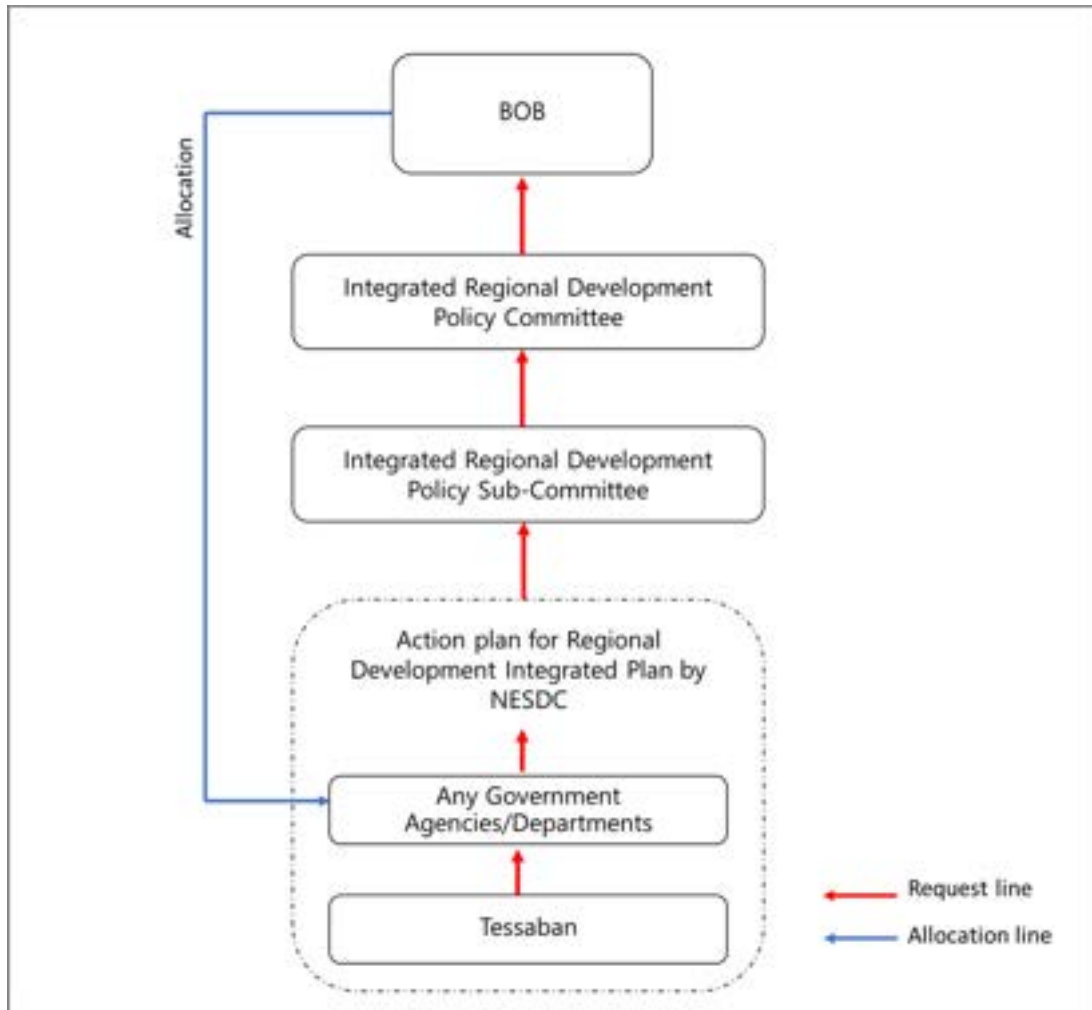 BOB
Allocation
Integrated Regional Development
Policy Committee
Integrated Regional Development
Policy Sub-Committee
Action plan for Regional
Development Integrated Plan by
NESDC
Any Government
Agencies/Departments
Tessaban
Request line
Allocation line